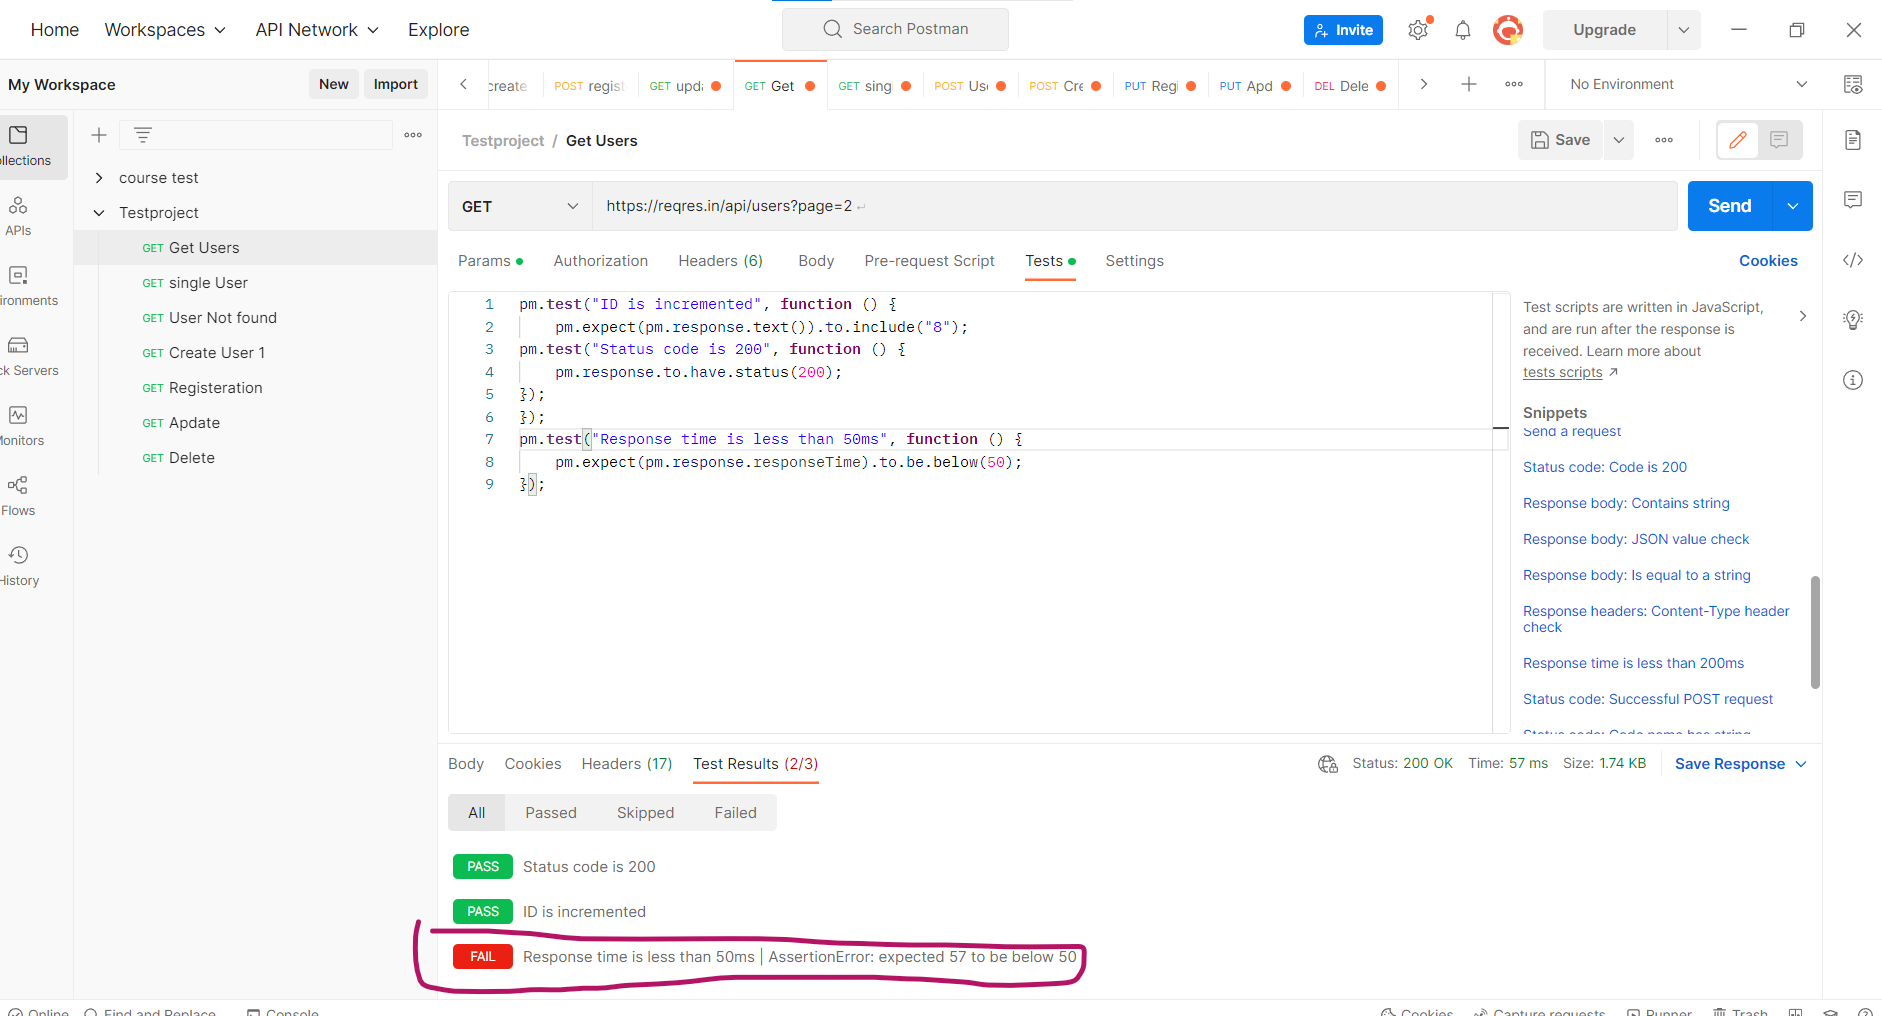 Home Workspaces API Network Explore Search Postman Invite Upgrade
My Workspace New Import create POST regist GET upda GET Get GET sing POST Us POST Cre PUT Regi PUT Apd DEL Dele No Environment
Testproject / Get Users Save
llections
course test
Testproject
GET https://reqres.in/api/users?page=2 Send
APIs
GET Get Users
GET single User
GET User Not found
GET Create User 1
GET Registeration
GET Apdate
GET Delete
ironments
ck Servers
Monitors
Flows
History
Params Authorization Headers (6) Body Pre-request Script Tests Settings Cookies
1 pm.test("ID is incremented", function () {
2 pm.expect(pm.response.text()).to.include("8");
3 pm.test("Status code is 200", function () {
4 pm.response.to.have.status(200);
5 });
6 });
7 pm.test("Response time is less than 50ms", function () {
8 pm.expect(pm.response.responseTime).to.be.below(50);
9 });
Test scripts are written in JavaScript,
and are run after the response is
received. Learn more about
tests scripts
Snippets
Send a request
Status code: Code is 200
Response body: Contains string
Response body: JSON value check
Response body: Is equal to a string
Response headers: Content-Type header
check
Response time is less than 200ms
Status code: Successful POST request
Status code: Code name has string
Body Cookies Headers (17) Test Results (2/3) Status: 200 OK Time: 57 ms Size: 1.74 KB Save Response
All Passed Skipped Failed
PASS Status code is 200
PASS ID is incremented
FAIL Response time is less than 50ms | AssertionError: expected 57 to be below 50
Online Find and Replace Console Cookies Capture requests Runner Trash